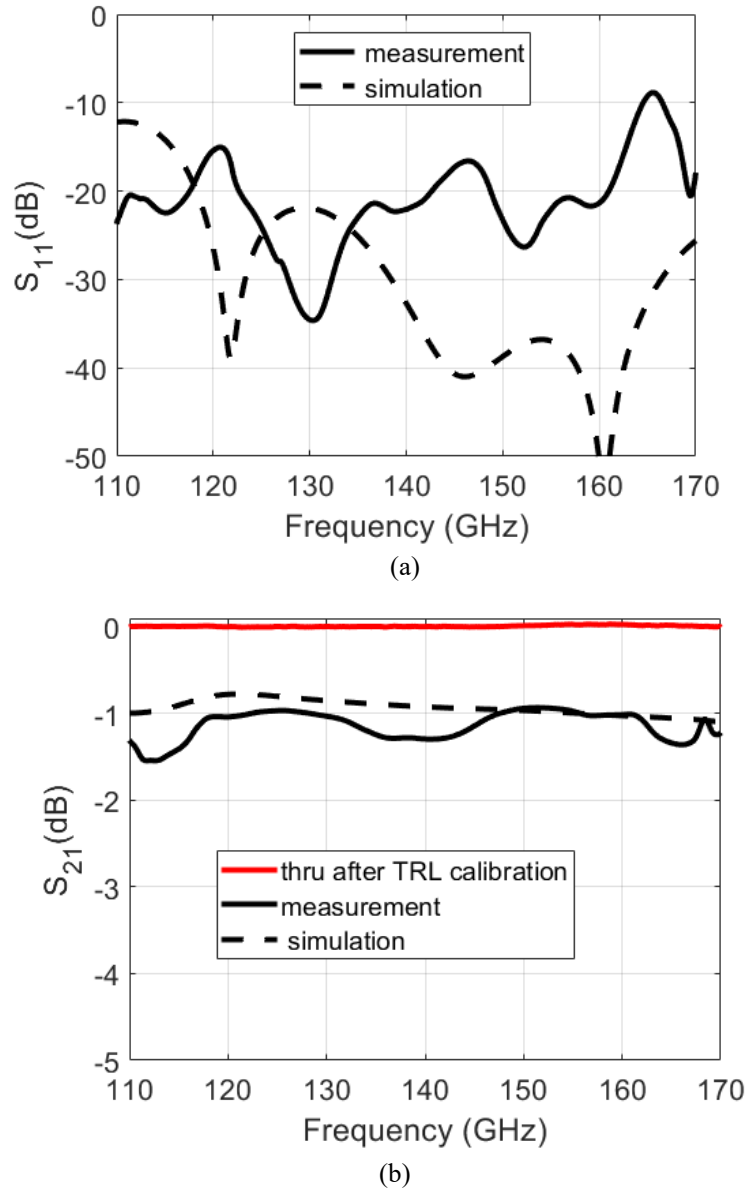 0
-10
-20
-30
-40
-50
S11(dB)
measurement
simulation
110 120 130 140 150 160 170
Frequency (GHz)
(a)
0
-1
-2
-3
-4
-5
S21(dB)
thru after TRL calibration
measurement
simulation
110 120 130 140 150 160 170
Frequency (GHz)
(b)